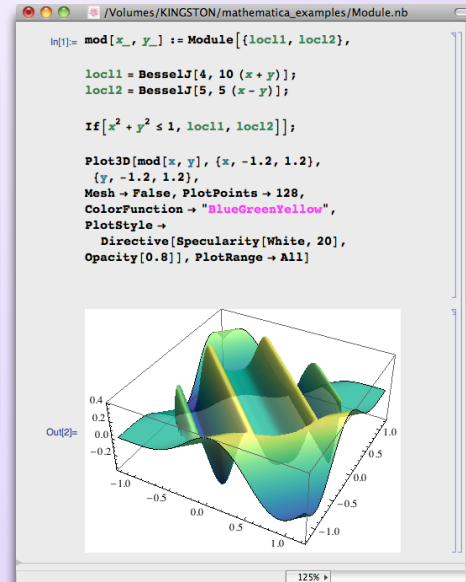 /Volumes/KINGSTON/mathematica_examples/Module.nb
In[1]:= mod[x_, y_] := Module[{locl1, locl2},
locl1 = BesselJ[4, 10 (x + y)];
locl2 = BesselJ[5, 5 (x - y)];
If[x² + y² ≤ 1, locl1, locl2]];
Plot3D[mod[x, y], {x, -1.2, 1.2},
{y, -1.2, 1.2},
Mesh → False, PlotPoints → 128,
ColorFunction → "BlueGreenYellow",
PlotStyle →
Directive[Specularity[White, 20],
Opacity[0.8]], PlotRange → All]
0.4
0.2
0.0
-0.2
Out[2]=
-1.0
-0.5
0.0
0.5
1.0
1.0
0.5
0.0
-0.5
-1.0
125%